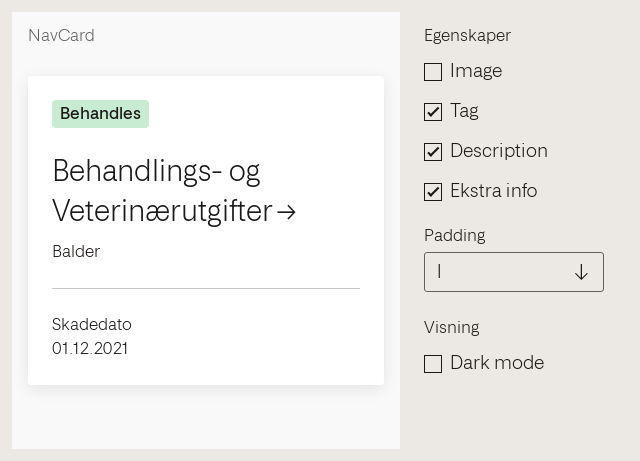 NavCard
Behandles
Behandlings- og
Veterinærutgifter→
Balder
Skadedato
01.12.2021
Egenskaper
Image
Tag
Description
Ekstra info
Padding
l
Visning
Dark mode